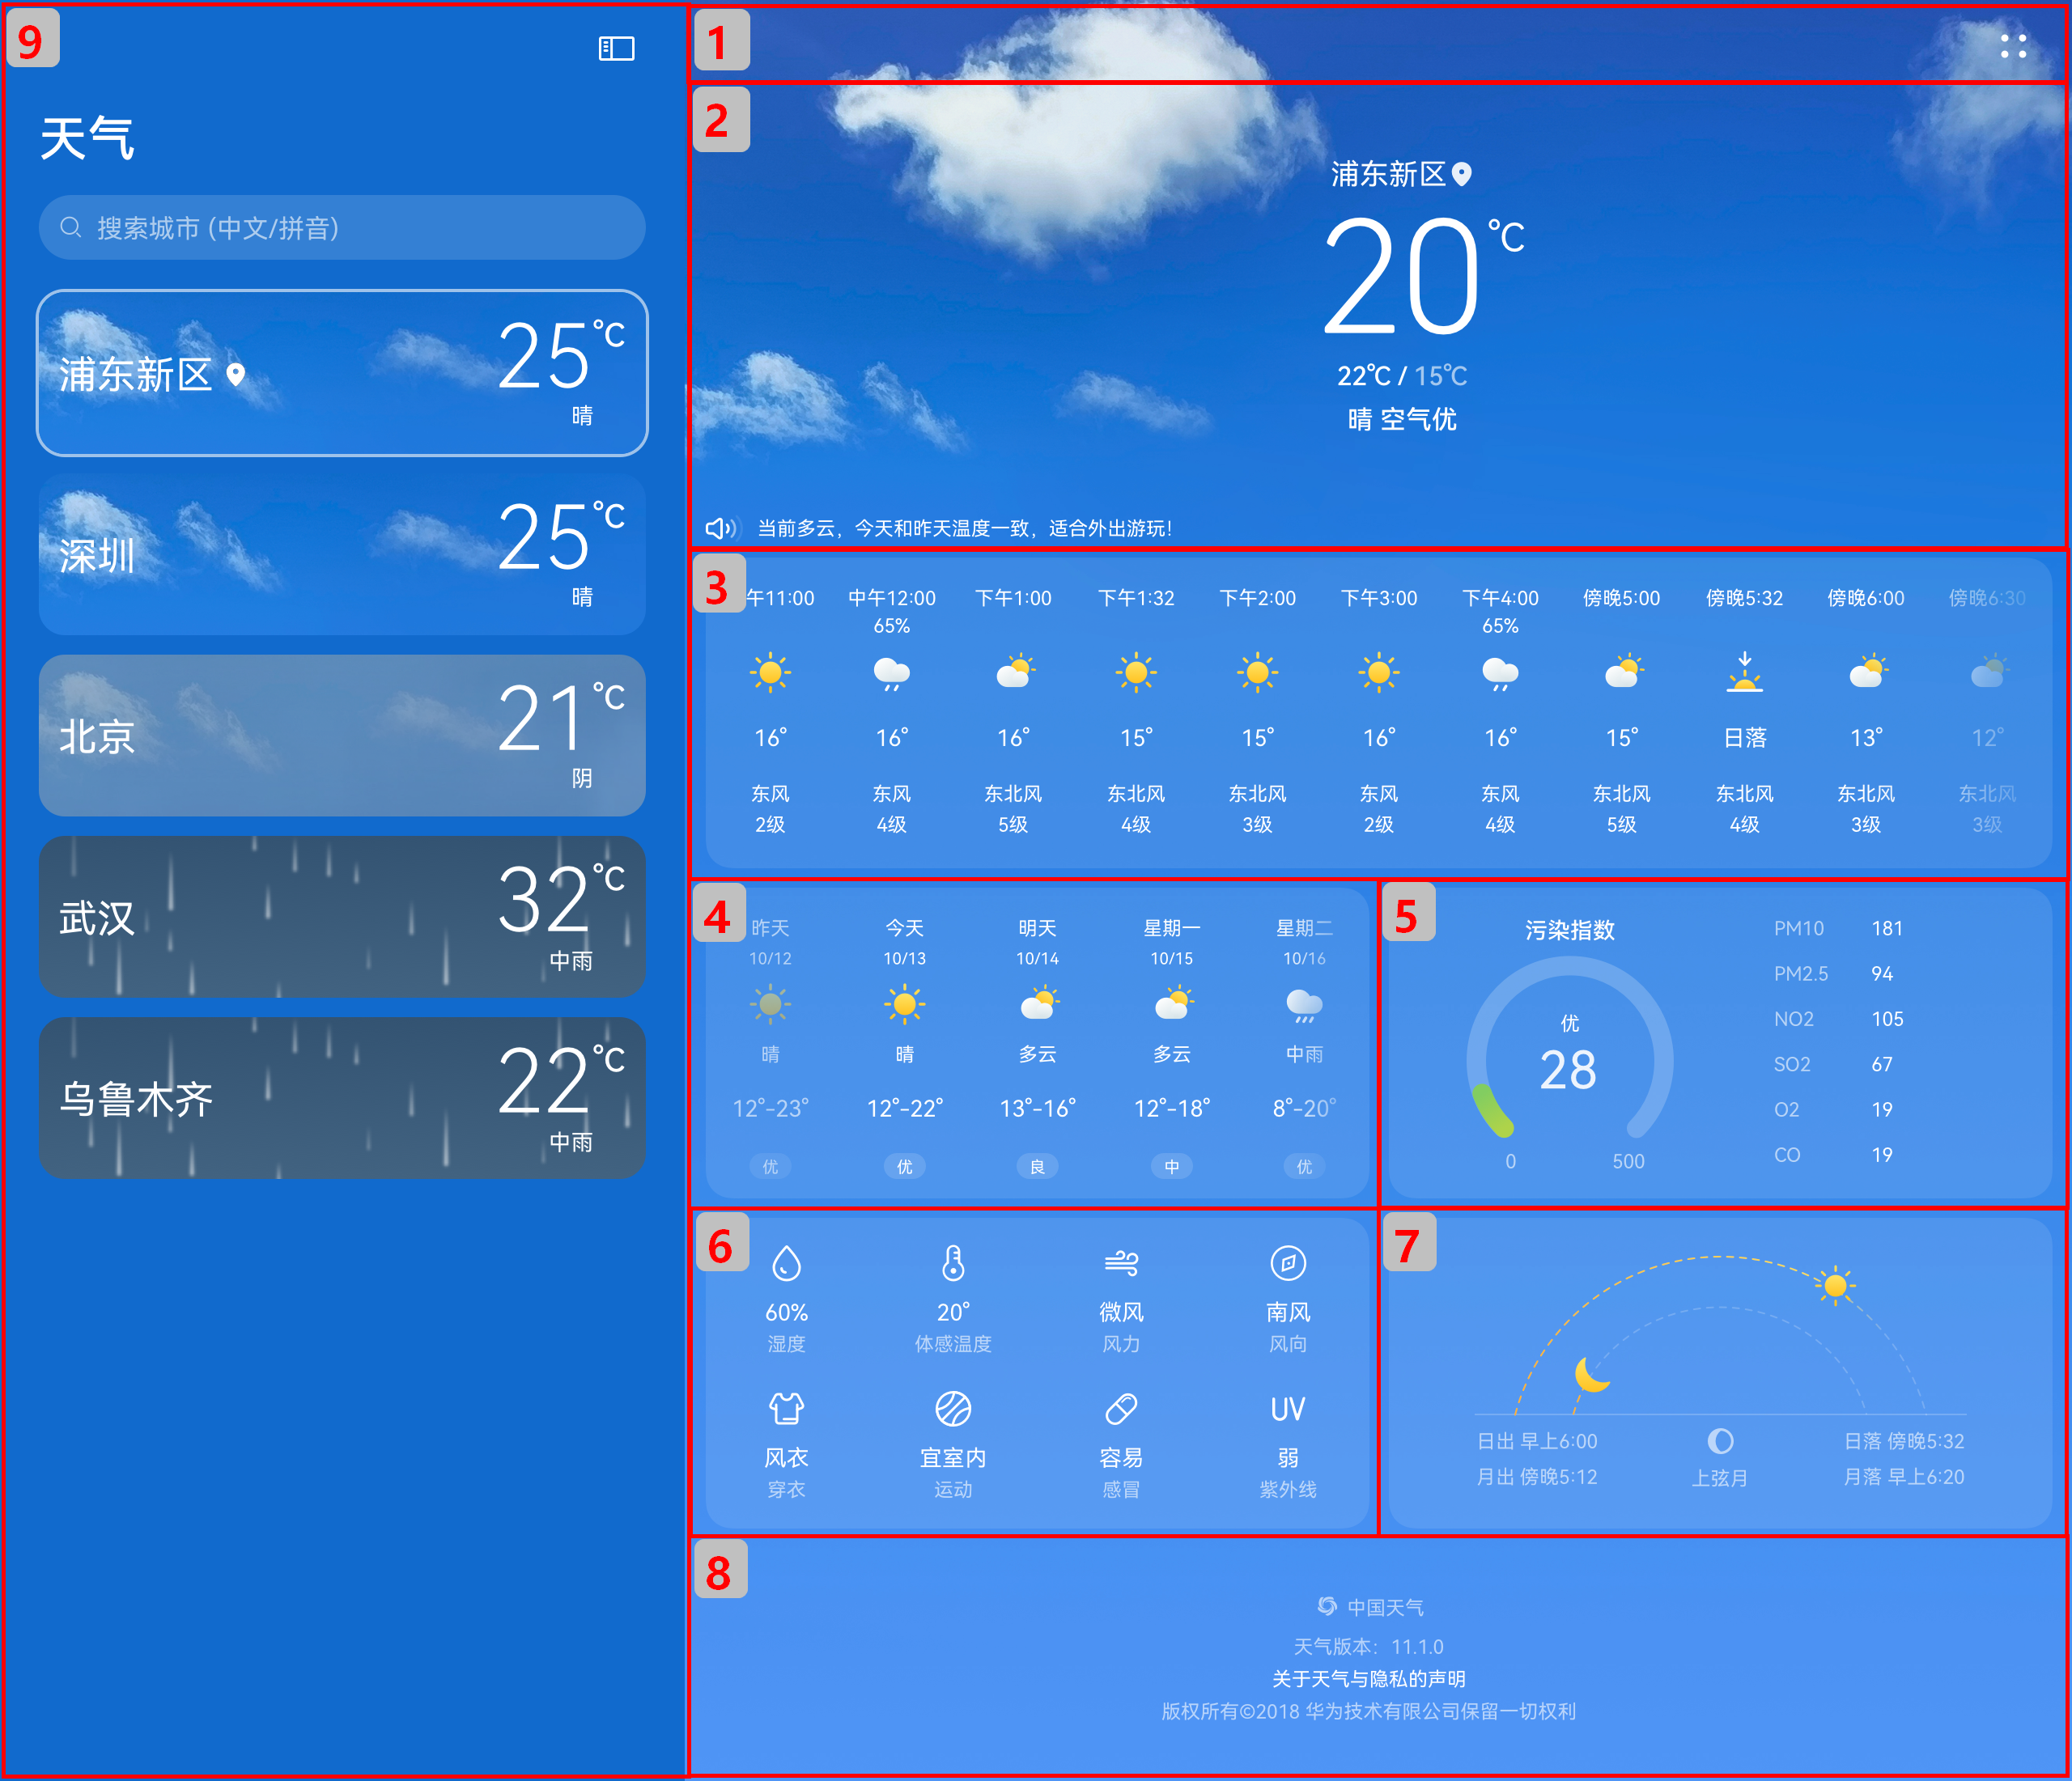 9
天气
搜索城市 (中文/拼音)
浦东新区
25℃
晴
深圳
25℃
晴
北京
21℃
阴
武汉
32℃
中雨
乌鲁木齐
22℃
中雨
1
2
浦东新区
20℃
22℃ / 15℃
晴 空气优
当前多云，今天和昨天温度一致，适合外出游玩！
3
午11:00 中午12:00 下午1:00 下午1:32 下午2:00 下午3:00 下午4:00 傍晚5:00 傍晚5:32 傍晚6:00 傍晚6:30
65% 65%
16° 16° 16° 15° 15° 16° 16° 15° 日落 13° 12°
东风 东风 东北风 东北风 东北风 东风 东风 东北风 东北风 东北风 东北风
2级 4级 5级 4级 3级 2级 4级 5级 4级 3级 3级
4
昨天 今天 明天 星期一 星期二
10/12 10/13 10/14 10/15 10/16
晴 晴 多云 多云 中雨
12°-23° 12°-22° 13°-16° 12°-18° 8°-20°
优 优 良 中 优
5
污染指数
优
28
0 500
PM10 181
PM2.5 94
NO2 105
SO2 67
O2 19
CO 19
6
60% 20° 微风 南风
湿度 体感温度 风力 风向
UV
风衣 宜室内 容易 弱
穿衣 运动 感冒 紫外线
7
日出 早上6:00 日落 傍晚5:32
月出 傍晚5:12 上弦月 月落 早上6:20
8
中国天气
天气版本：11.1.0
关于天气与隐私的声明
版权所有©2018 华为技术有限公司保留一切权利